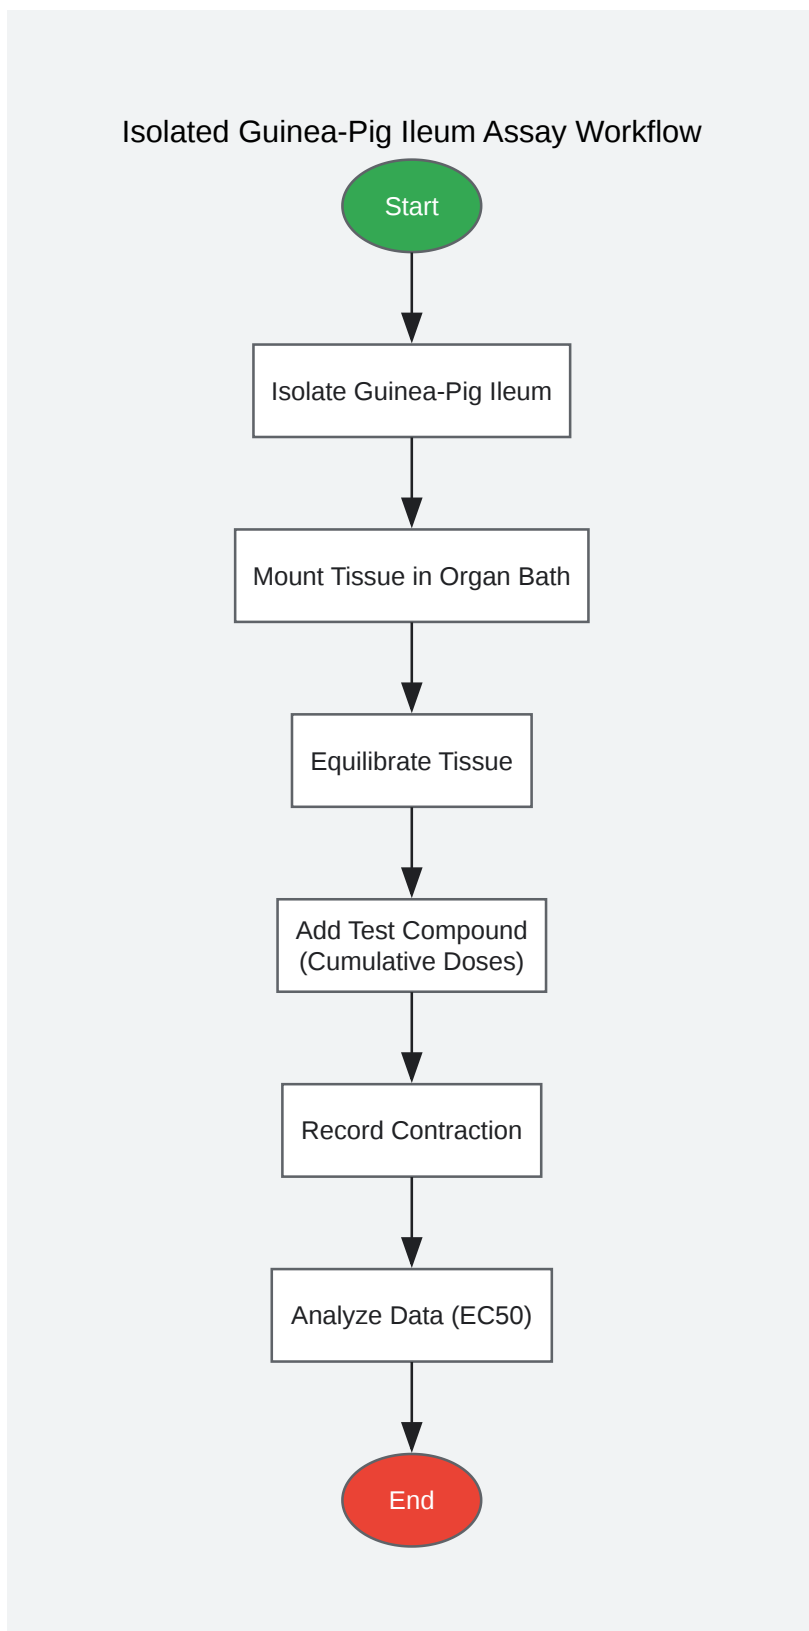 Isolated Guinea-Pig Ileum Assay Workflow
Start
Isolate Guinea-Pig Ileum
Mount Tissue in Organ Bath
Equilibrate Tissue
Add Test Compound
(Cumulative Doses)
Record Contraction
Analyze Data (EC50)
End